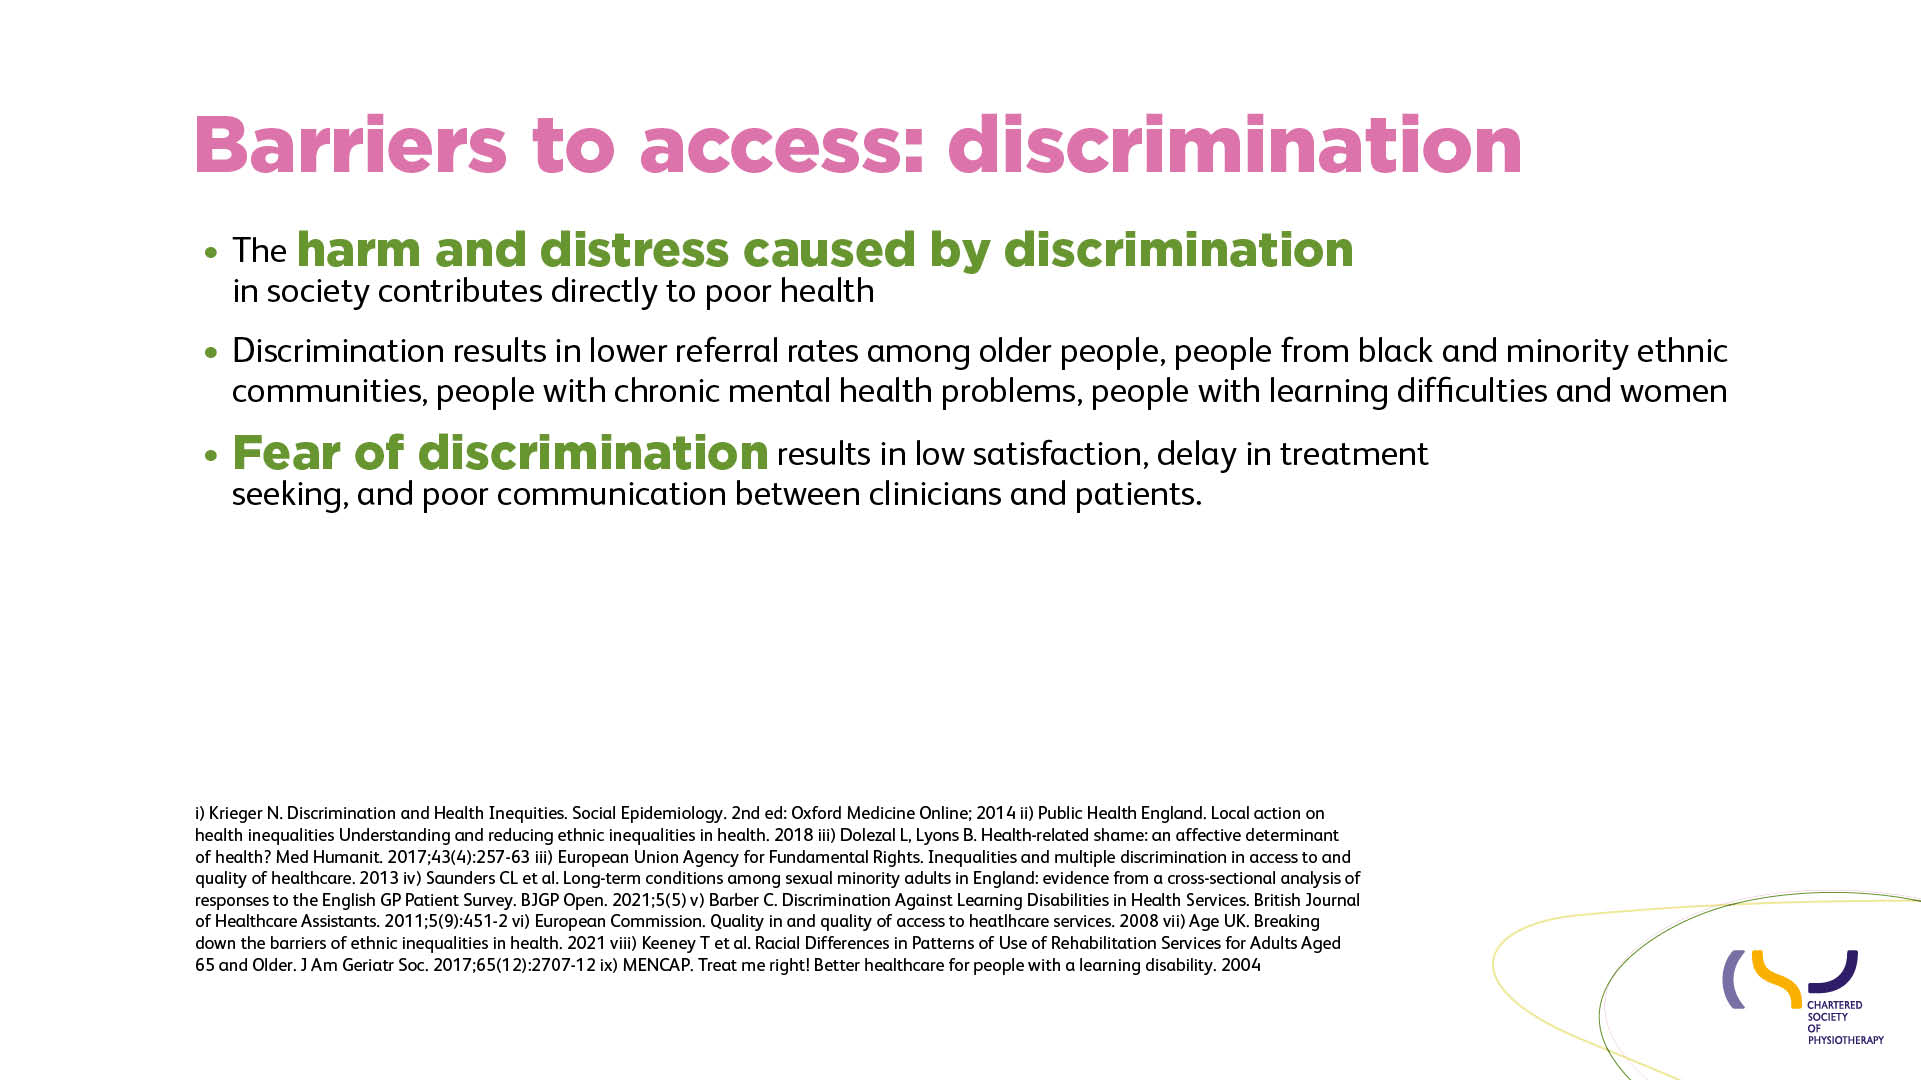 Barriers to access: discrimination
• The harm and distress caused by discrimination
in society contributes directly to poor health
• Discrimination results in lower referral rates among older people, people from black and minority ethnic
communities, people with chronic mental health problems, people with learning difficulties and women
• Fear of discrimination results in low satisfaction, delay in treatment
seeking, and poor communication between clinicians and patients.
i) Krieger N. Discrimination and Health Inequities. Social Epidemiology. 2nd ed: Oxford Medicine Online; 2014 ii) Public Health England. Local action on
health inequalities Understanding and reducing ethnic inequalities in health. 2018 iii) Dolezal L, Lyons B. Health-related shame: an affective determinant
of health? Med Humanit. 2017;43(4):257-63 iii) European Union Agency for Fundamental Rights. Inequalities and multiple discrimination in access to and
quality of healthcare. 2013 iv) Saunders CL et al. Long-term conditions among sexual minority adults in England: evidence from a cross-sectional analysis of
responses to the English GP Patient Survey. BJGP Open. 2021;5(5) v) Barber C. Discrimination Against Learning Disabilities in Health Services. British Journal
of Healthcare Assistants. 2011;5(9):451-2 vi) European Commission. Quality in and quality of access to heatlhcare services. 2008 vii) Age UK. Breaking
down the barriers of ethnic inequalities in health. 2021 viii) Keeney T et al. Racial Differences in Patterns of Use of Rehabilitation Services for Adults Aged
65 and Older. J Am Geriatr Soc. 2017;65(12):2707-12 ix) MENCAP. Treat me right! Better healthcare for people with a learning disability. 2004
CHARTERED
SOCIETY
OF
PHYSIOTHERAPY